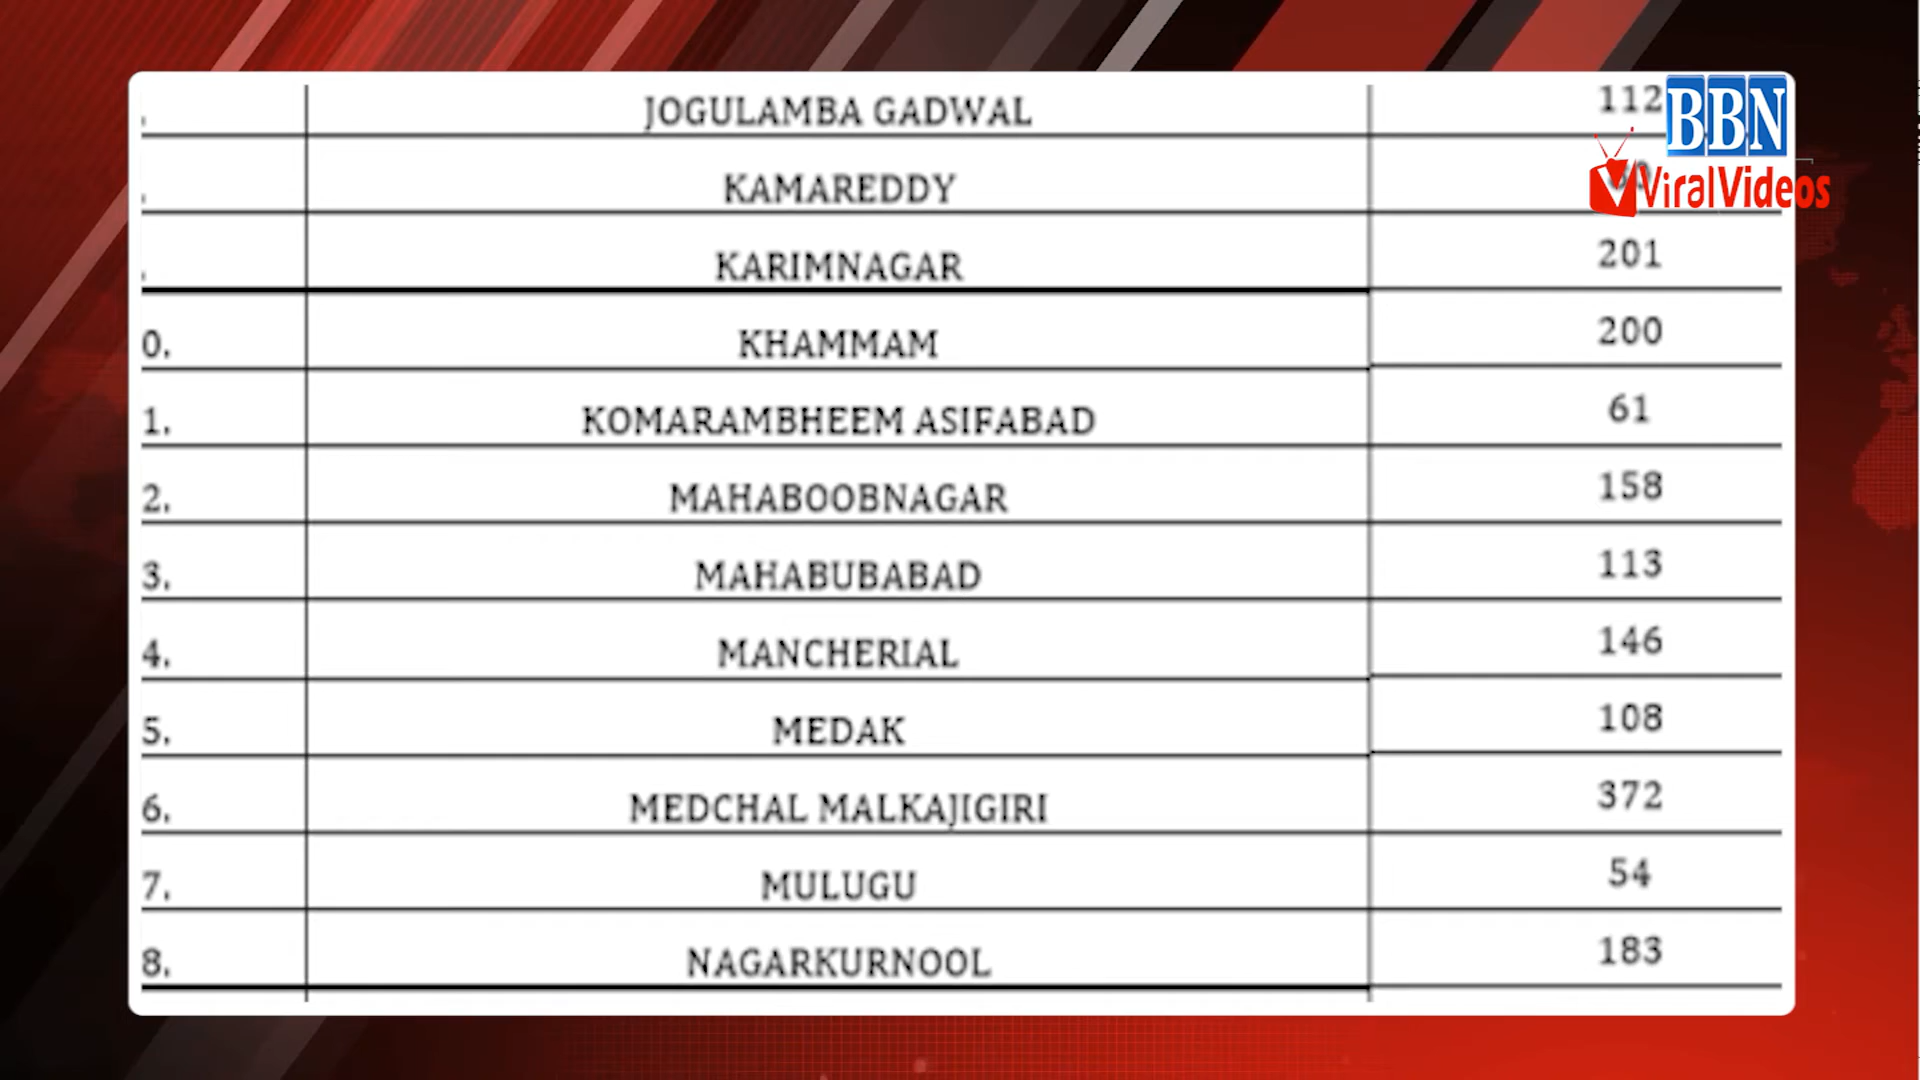 . JOGULAMBA GADWAL 112
. KAMAREDDY
. KARIMNAGAR 201
0. KHAMMAM 200
1. KOMARAMBHEEM ASIFABAD 61
2. MAHABOOBNAGAR 158
3. MAHABUBABAD 113
4. MANCHERIAL 146
5. MEDAK 108
6. MEDCHAL MALKAJIGIRI 372
7. MULUGU 54
8. NAGARKURNOOL 183
BBN
ViralVideos